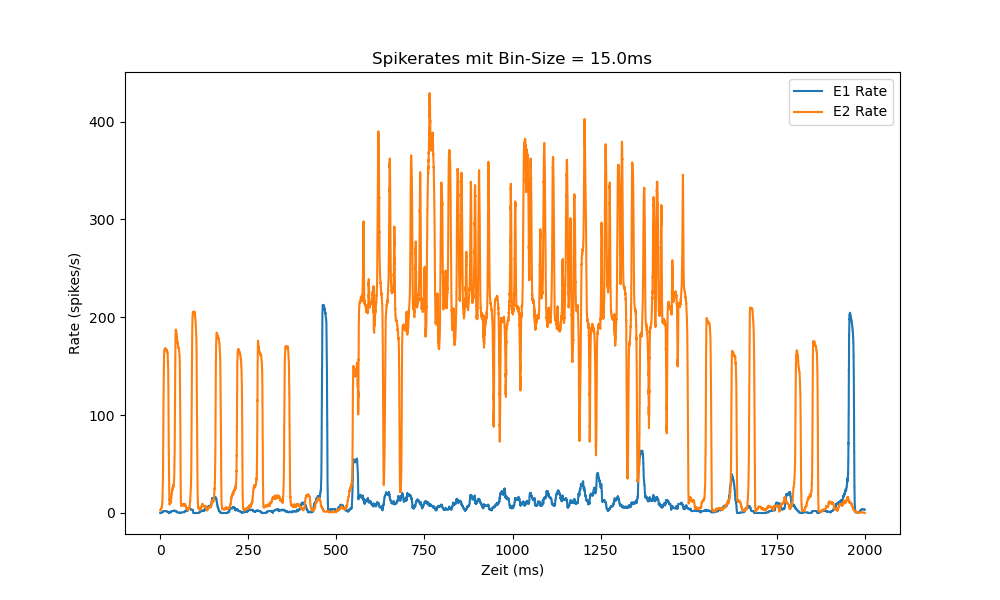 Spikerates mit Bin-Size = 15.0ms
E1 Rate
E2 Rate
Rate (spikes/s)
400
300
200
100
0
0 250 500 750 1000 1250 1500 1750 2000
Zeit (ms)